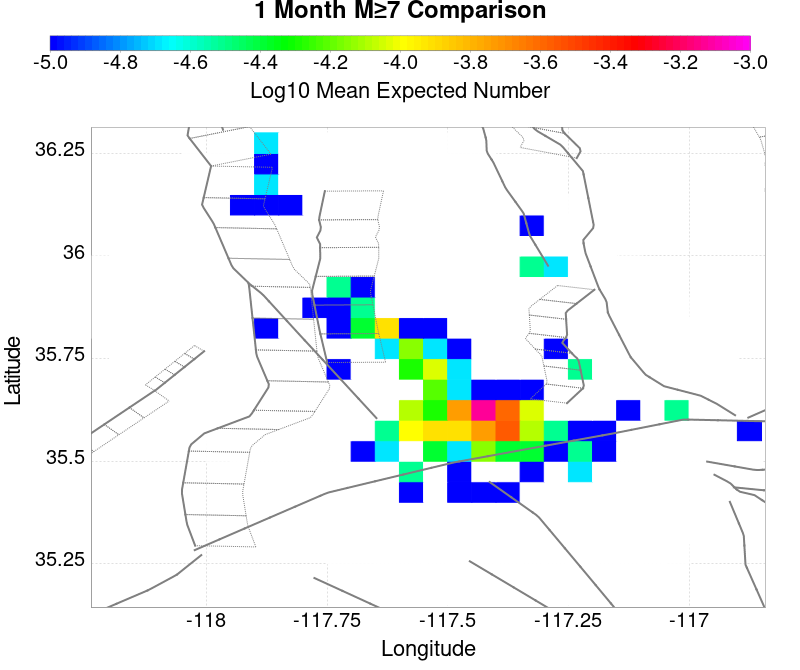 1 Month M≥7 Comparison
-5.0 -4.8 -4.6 -4.4 -4.2 -4.0 -3.8 -3.6 -3.4 -3.2 -3.0
Log10 Mean Expected Number
36.25
36
35.75
35.5
35.25
Latitude
-118 -117.75 -117.5 -117.25 -117
Longitude